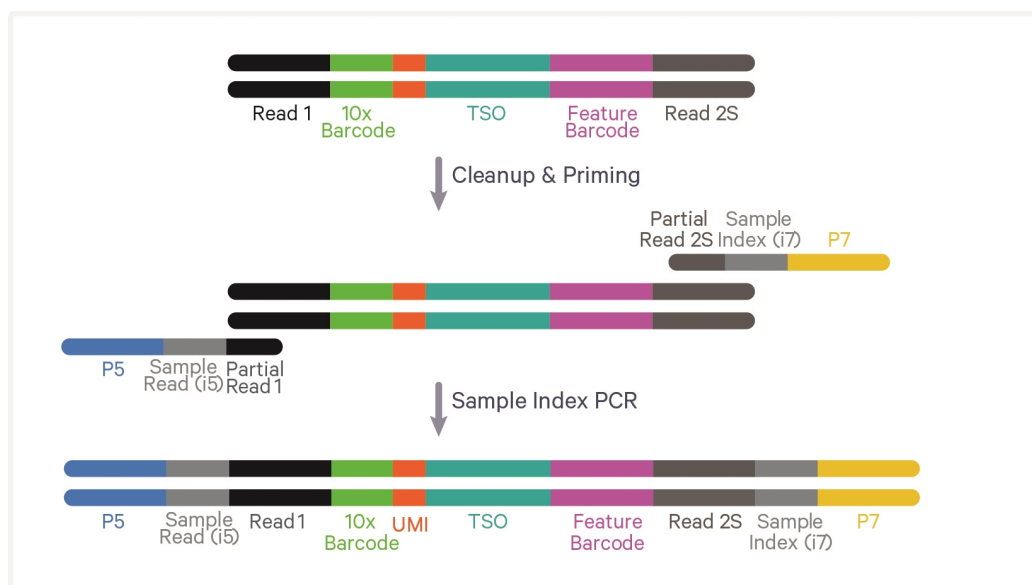 Read 1 10x TSO Feature Read 2S
Barcode Barcode
Cleanup & Priming
Partial Sample
Read 2S Index (i7) P7
P5 Sample Partial
Read (i5) Read 1
Sample Index PCR
P5 Sample Read 1 10x UMI TSO Feature Read 2S Sample P7
Read (i5) Barcode Barcode Index (i7)